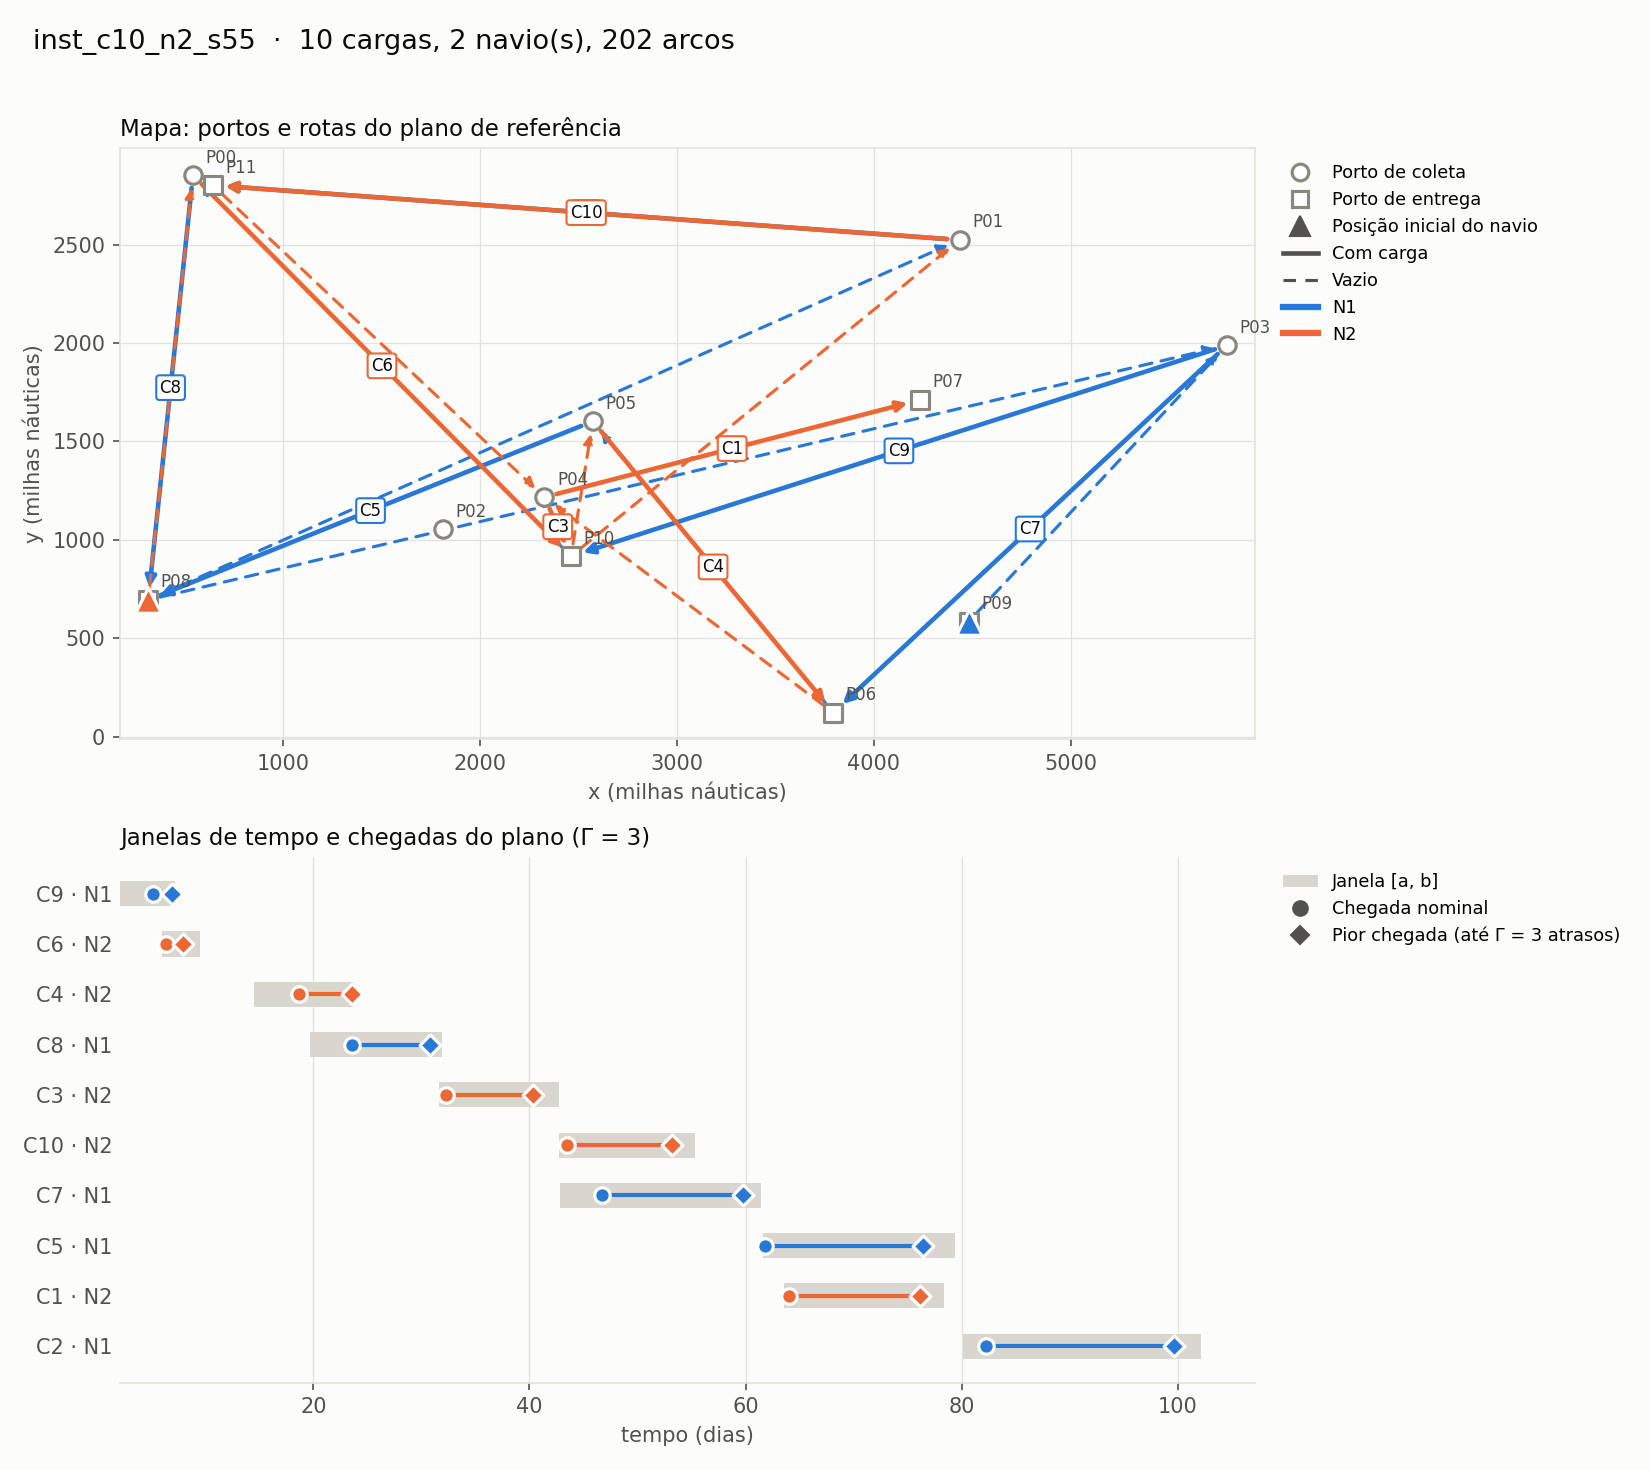 inst_c10_n2_s55  ·  10 cargas, 2 navio(s), 202 arcos
Mapa: portos e rotas do plano de referência
P00
P11
P01
P03
P07
P05
P04
P02
P10
P08
P09
P06
C10
C8
C6
C1
C9
C5
C3
C7
C4
2500
2000
1500
1000
500
0
y (milhas náuticas)
1000
2000
3000
4000
5000
x (milhas náuticas)
Porto de coleta
Porto de entrega
Posição inicial do navio
Com carga
Vazio
N1
N2
Janelas de tempo e chegadas do plano (Γ = 3)
C9 · N1
C6 · N2
C4 · N2
C8 · N1
C3 · N2
C10 · N2
C7 · N1
C5 · N1
C1 · N2
C2 · N1
20
40
60
80
100
tempo (dias)
Janela [a, b]
Chegada nominal
Pior chegada (até Γ = 3 atrasos)